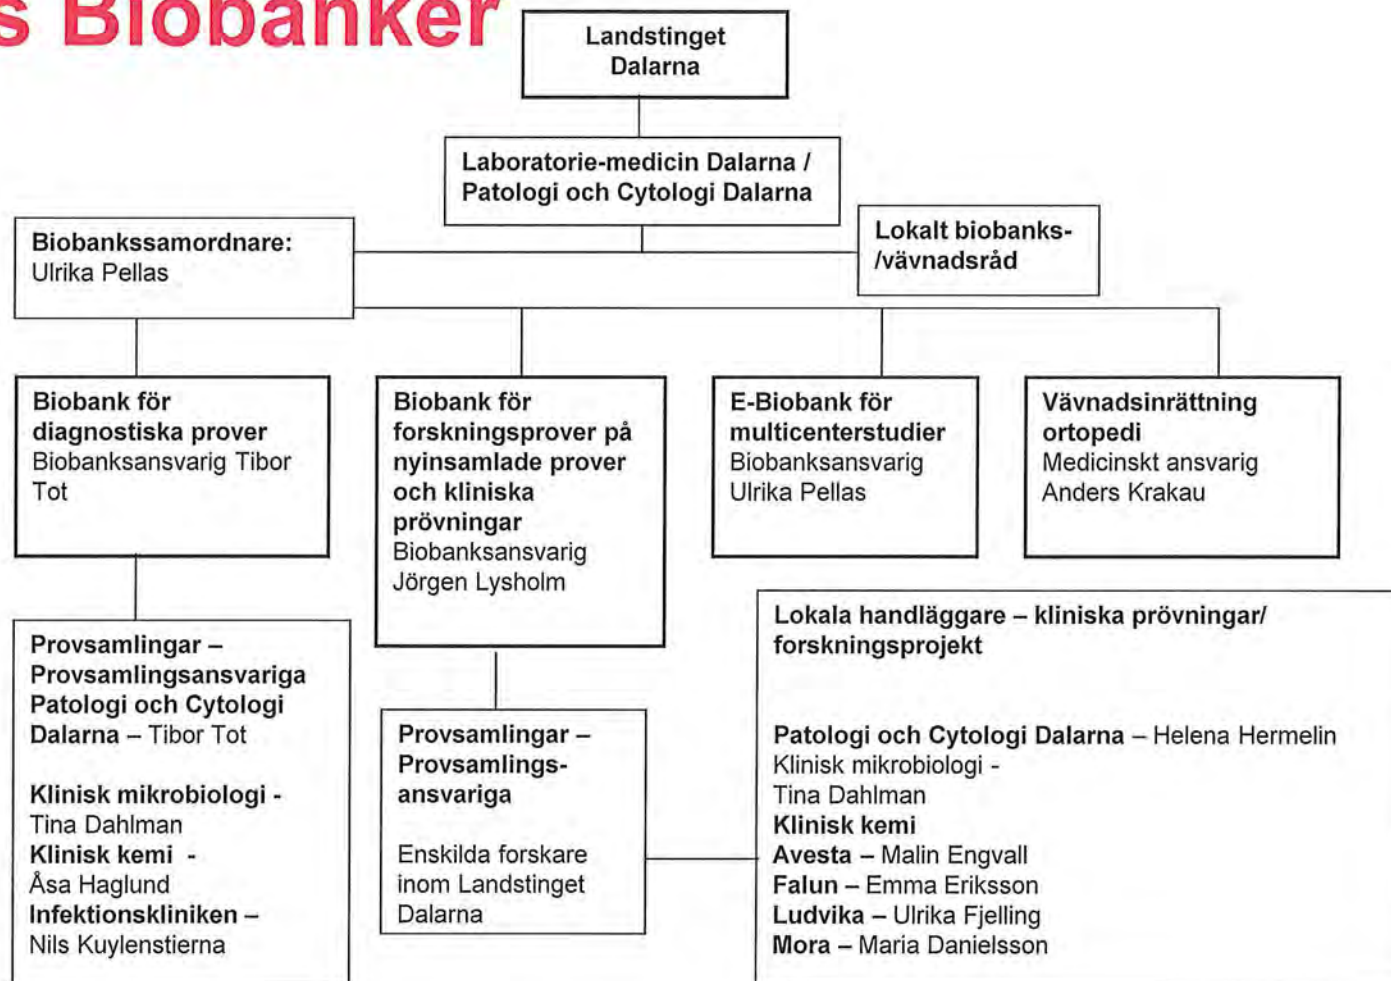 s Biobanker
Landstinget
Dalarna
Laboratorie-medicin Dalarna /
Patologi och Cytologi Dalarna
Biobankssamordnare:
Ulrika Pellas
Lokalt biobanks-
/vävnadsråd
Biobank för
diagnostiska prover
Biobanksansvarig Tibor
Tot
Biobank för
forskningsprover på
nyinsamlade prover
och kliniska
prövningar
Biobanksansvarig
Jörgen Lysholm
E-Biobank för
multicenterstudier
Biobanksansvarig
Ulrika Pellas
Vävnadsinrättning
ortopedi
Medicinskt ansvarig
Anders Krakau
Provsamlingar –
Provsamlingsansvariga
Patologi och Cytologi
Dalarna – Tibor Tot
Klinisk mikrobiologi -
Tina Dahlman
Klinisk kemi -
Åsa Haglund
Infektionskliniken –
Nils Kuylenstierna
Provsamlingar –
Provsamlings-
ansvariga
Enskilda forskare
inom Landstinget
Dalarna
Lokala handläggare – kliniska prövningar/
forskningsprojekt
Patologi och Cytologi Dalarna – Helena Hermelin
Klinisk mikrobiologi -
Tina Dahlman
Klinisk kemi
Avesta – Malin Engvall
Falun – Emma Eriksson
Ludvika – Ulrika Fjelling
Mora – Maria Danielsson